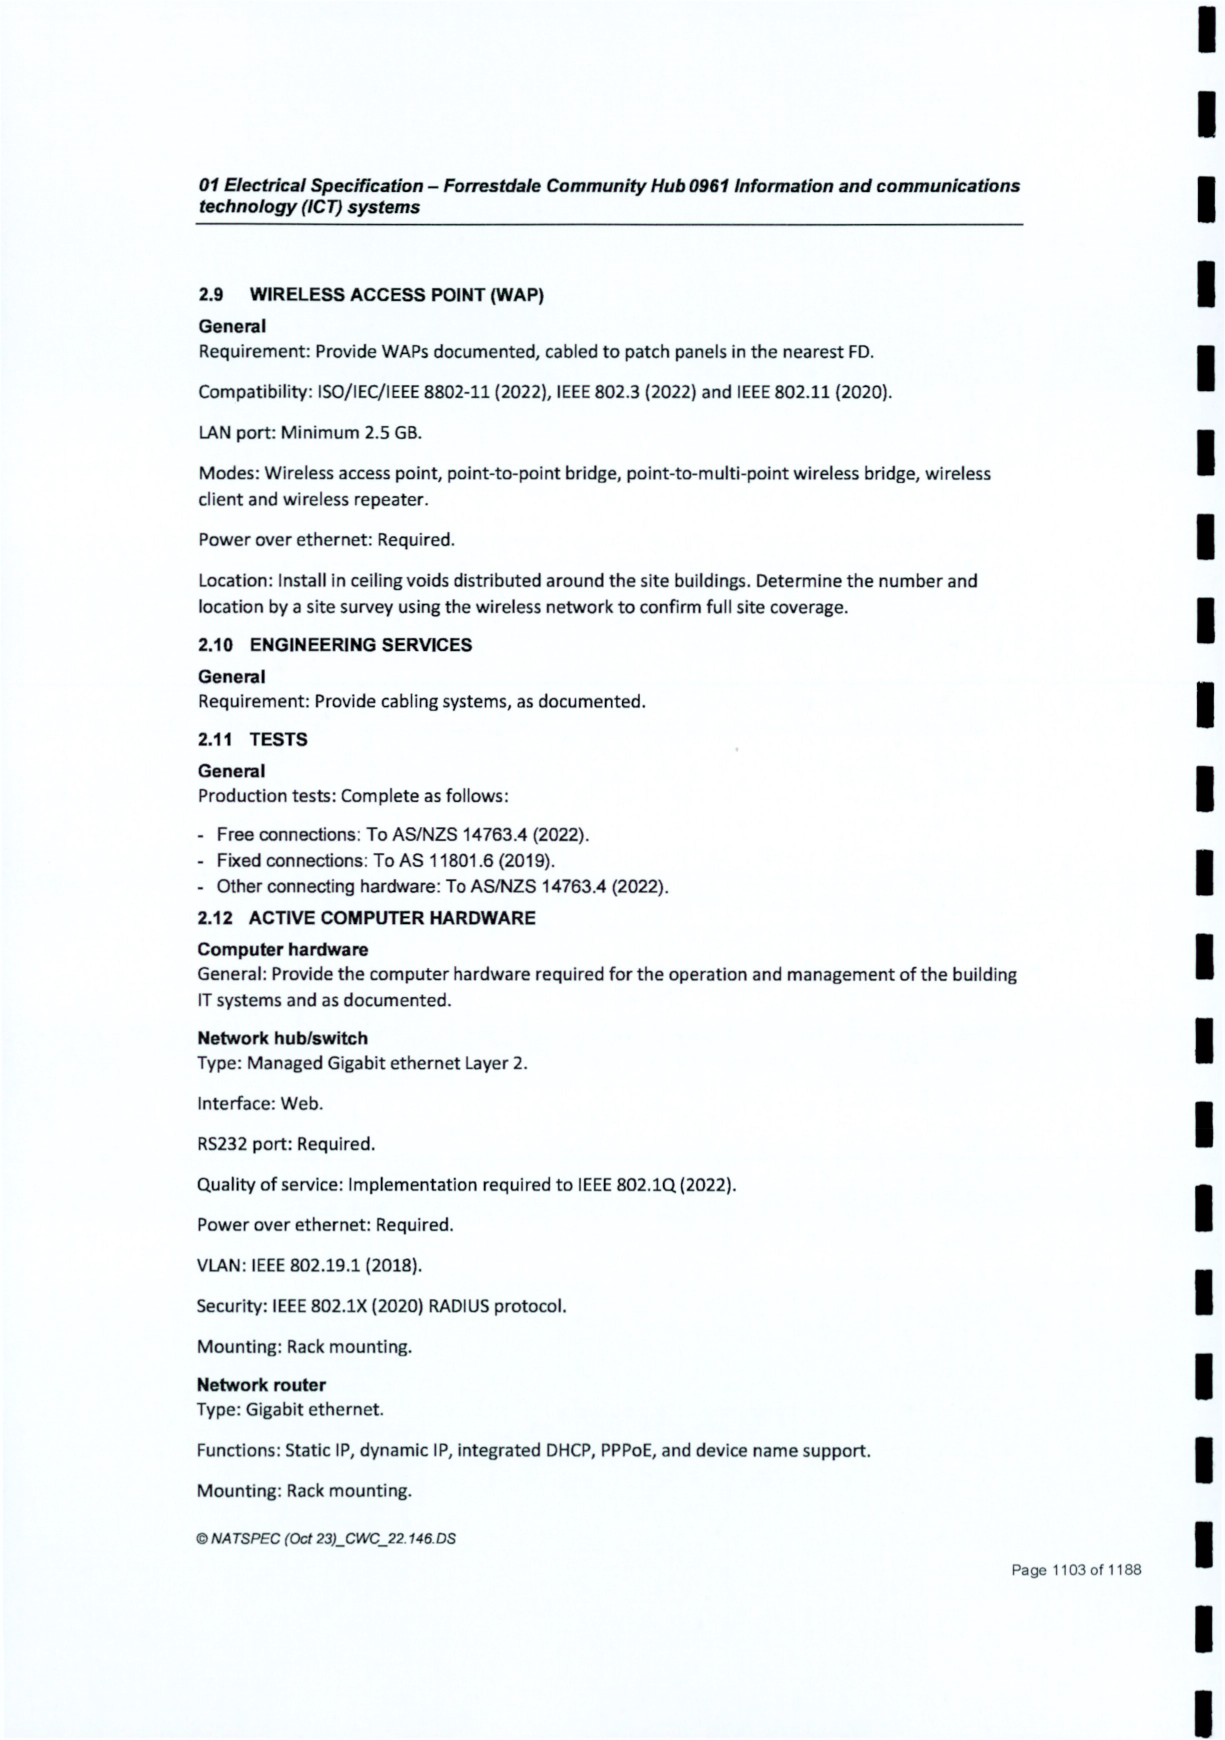 01 Electrical Specification – Forrestdale Community Hub 0961 Information and communications
technology (ICT) systems
2.9 WIRELESS ACCESS POINT (WAP)
General
Requirement: Provide WAPs documented, cabled to patch panels in the nearest FD.
Compatibility: ISO/IEC/IEEE 8802-11 (2022), IEEE 802.3 (2022) and IEEE 802.11 (2020).
LAN port: Minimum 2.5 GB.
Modes: Wireless access point, point-to-point bridge, point-to-multi-point wireless bridge, wireless
client and wireless repeater.
Power over ethernet: Required.
Location: Install in ceiling voids distributed around the site buildings. Determine the number and
location by a site survey using the wireless network to confirm full site coverage.
2.10 ENGINEERING SERVICES
General
Requirement: Provide cabling systems, as documented.
2.11 TESTS
General
Production tests: Complete as follows:
- Free connections: To AS/NZS 14763.4 (2022).
- Fixed connections: To AS 11801.6 (2019).
- Other connecting hardware: To AS/NZS 14763.4 (2022).
2.12 ACTIVE COMPUTER HARDWARE
Computer hardware
General: Provide the computer hardware required for the operation and management of the building
IT systems and as documented.
Network hub/switch
Type: Managed Gigabit ethernet Layer 2.
Interface: Web.
RS232 port: Required.
Quality of service: Implementation required to IEEE 802.1Q (2022).
Power over ethernet: Required.
VLAN: IEEE 802.19.1 (2018).
Security: IEEE 802.1X (2020) RADIUS protocol.
Mounting: Rack mounting.
Network router
Type: Gigabit ethernet.
Functions: Static IP, dynamic IP, integrated DHCP, PPPoE, and device name support.
Mounting: Rack mounting.
© NATSPEC (Oct 23)_CWC_22.146.DS
Page 1103 of 1188